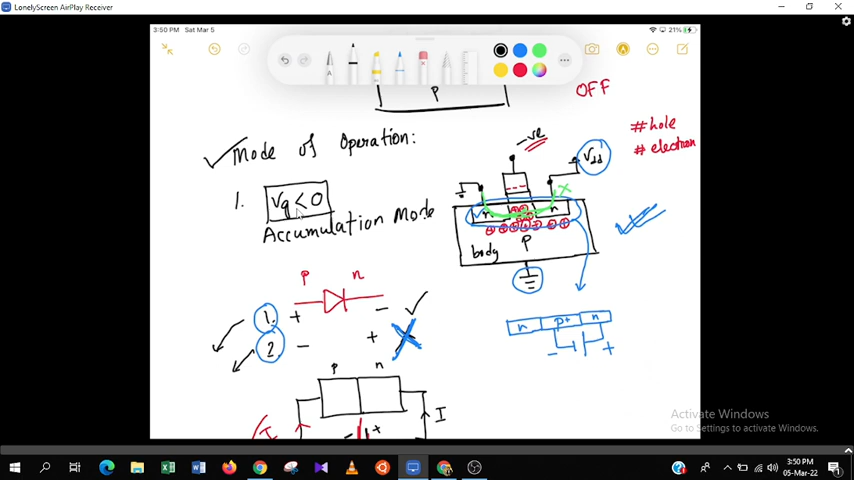 LonelyScreen AirPlay Receiver
3:50 PM Sat Mar 5
21%
P
OFF
Mode of Operation:
-ve
Vdd
#hole
#electron
1. Vg < 0
Accumulation Mode
n n
body P
p n
1. + -
2. - +
n p+ n
- +
p n
I
- +
I
Activate Windows
Go to Settings to activate Windows.
3:50 PM
05-Mar-22